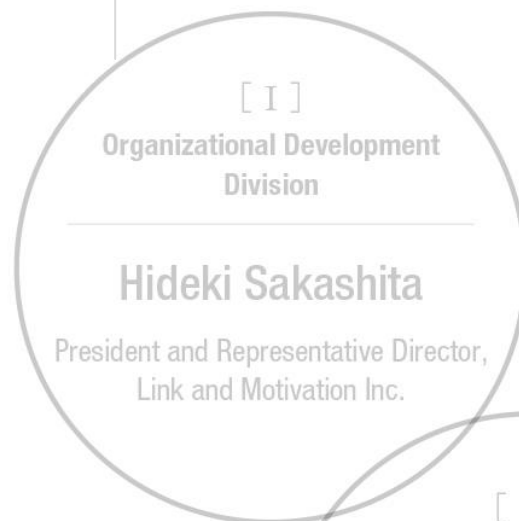 [ I ]
Organizational Development
Division
Hideki Sakashita
President and Representative Director,
Link and Motivation Inc.
[